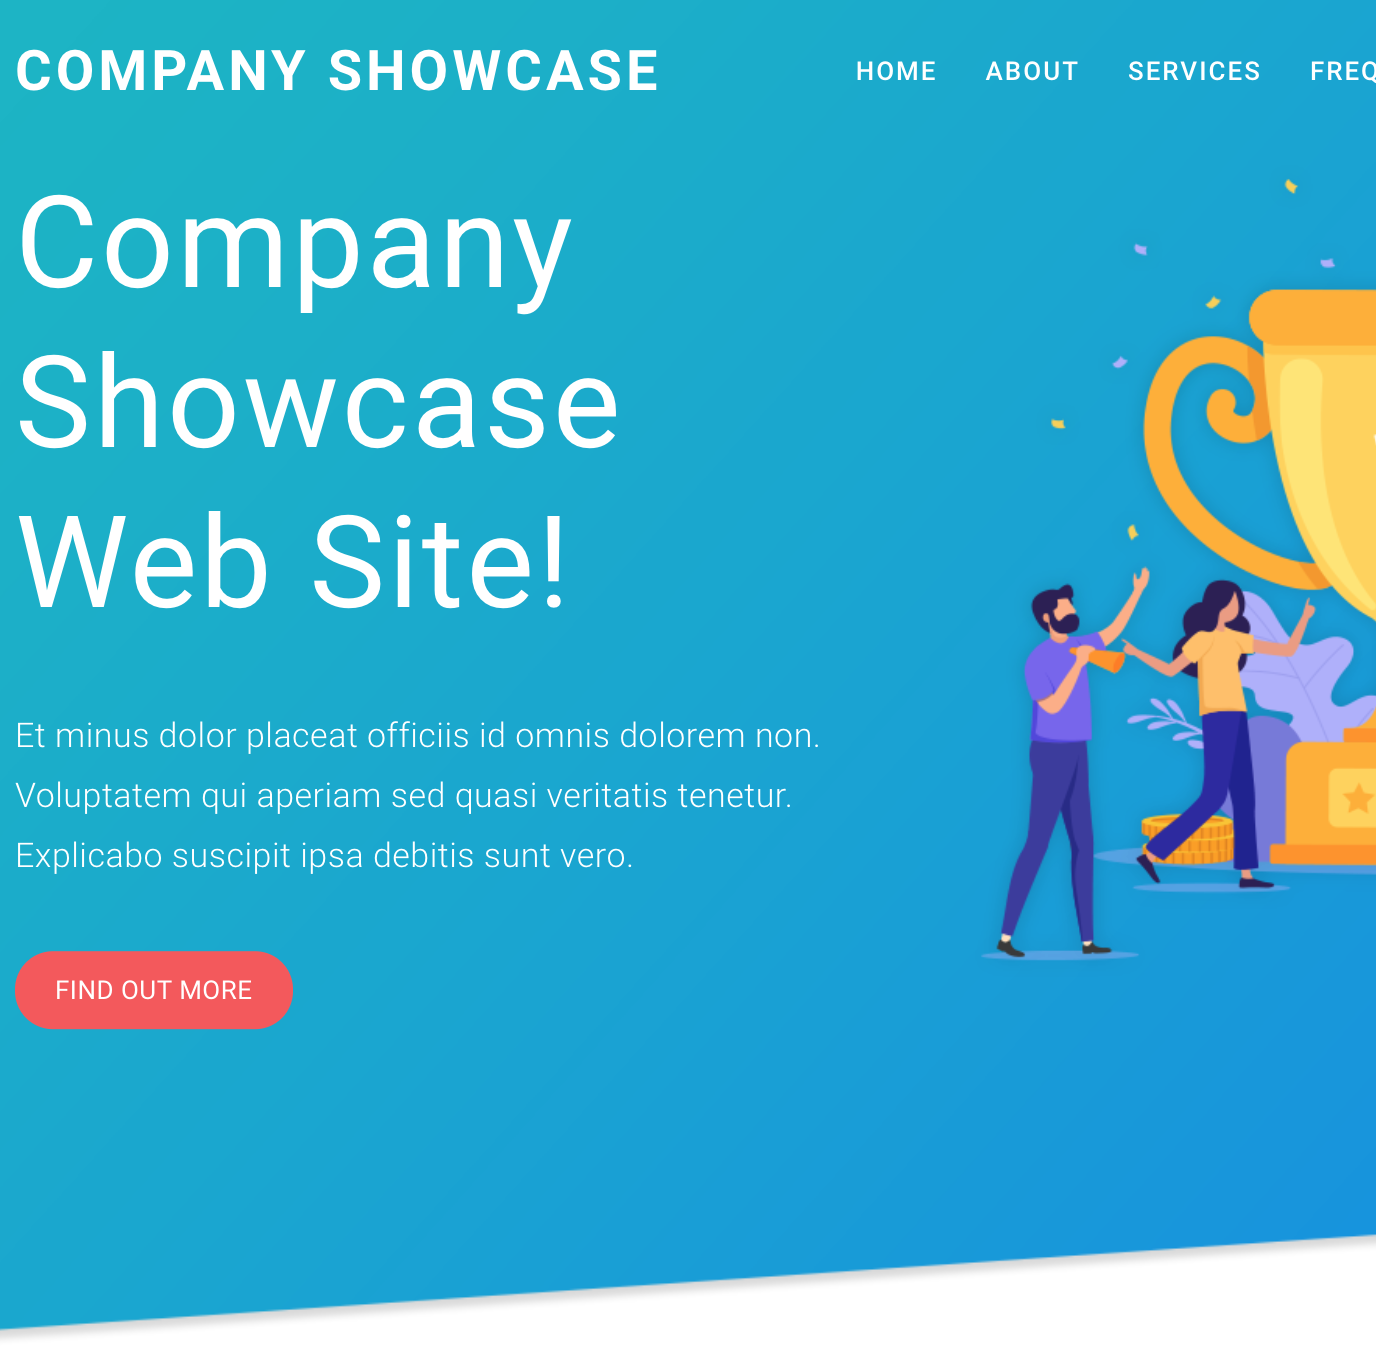 COMPANY SHOWCASE
HOME ABOUT SERVICES
Company
Showcase
Web Site!
Et minus dolor placeat officiis id omnis dolorem non.
Voluptatem qui aperiam sed quasi veritatis tenetur.
Explicabo suscipit ipsa debitis sunt vero.
FIND OUT MORE